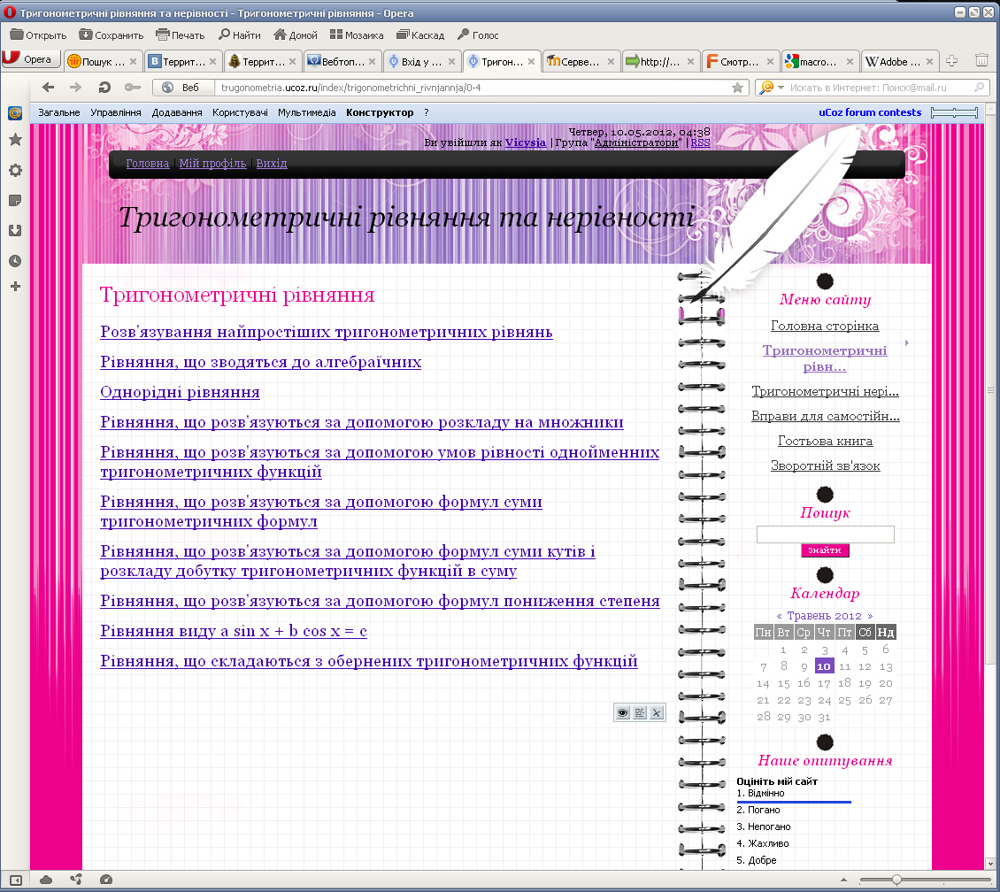 Тригонометричні рівняння та нерівності - Тригонометричні рівняння - Opera
Открыть Сохранить Печать Найти Домой Мозаика Каскад Голос
Opera Пошук ... Террит... Террит... Вебтоп... Вхід у ... Тригон... Серве... http:/... Смотр... macro... Adobe ...
Веб trugonometria.ucoz.ru/index/trigonometrichni_rivnjannja/0-4 Искать в Интернет: Поиск@mail.ru
Загальне Управління Додавання Користувачі Мультимедиа Конструктор ? uCoz forum contests
Четвер, 10.05.2012, 04:38
Ви увійшли як Vicysja | Група "Адміністратори" | RSS
Головна | Мій профіль | Вихід
Тригонометричні рівняння та нерівності
Тригонометричні рівняння
Розв'язування найпростіших тригонометричних рівнянь
Рівняння, що зводяться до алгебраїчних
Однорідні рівняння
Рівняння, що розв'язуються за допомогою розкладу на множники
Рівняння, що розв'язуються за допомогою умов рівності однойменних
тригонометричних функцій
Рівняння, що розв'язуються за допомогою формул суми
тригонометричних формул
Рівняння, що розв'язуються за допомогою формул суми кутів і
розкладу добутку тригонометричних функцій в суму
Рівняння, що розв'язуються за допомогою формул пониження степеня
Рівняння виду a sin x + b cos x = c
Рівняння, що складаються з обернених тригонометричних функцій
Меню сайту
Головна сторінка
Тригонометричні
рівн...
Тригонометричні нері...
Вправи для самостійн...
Гостьова книга
Зворотній зв'язок
Пошук
Знайти
Календар
« Травень 2012 »
Пн Вт Ср Чт Пт Сб Нд
1 2 3 4 5 6
7 8 9 10 11 12 13
14 15 16 17 18 19 20
21 22 23 24 25 26 27
28 29 30 31
Наше опитування
Оцініть мій сайт
1. Відмінно
2. Погано
3. Непогано
4. Жахливо
5. Добре